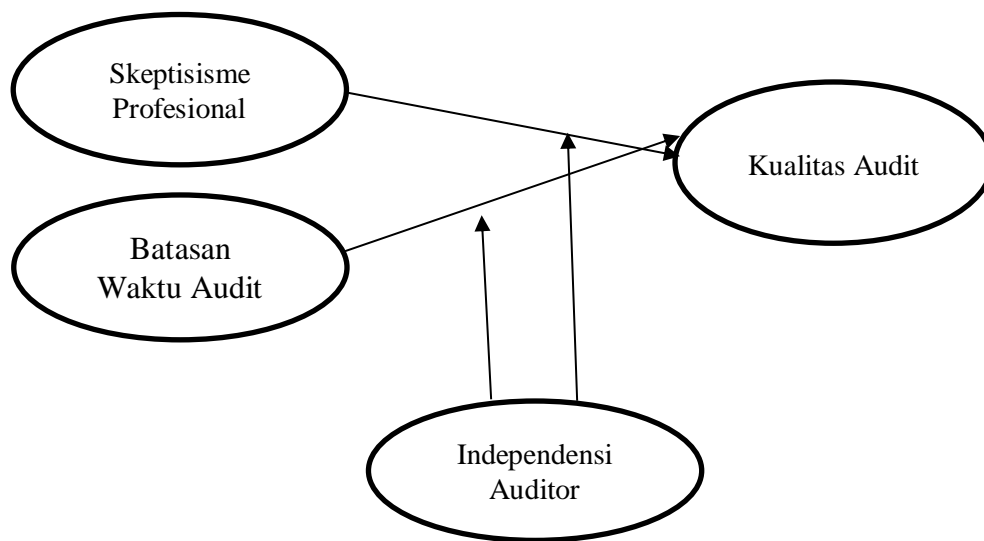 Skeptisisme
Profesional
Kualitas Audit
Batasan
Waktu Audit
Independensi
Auditor